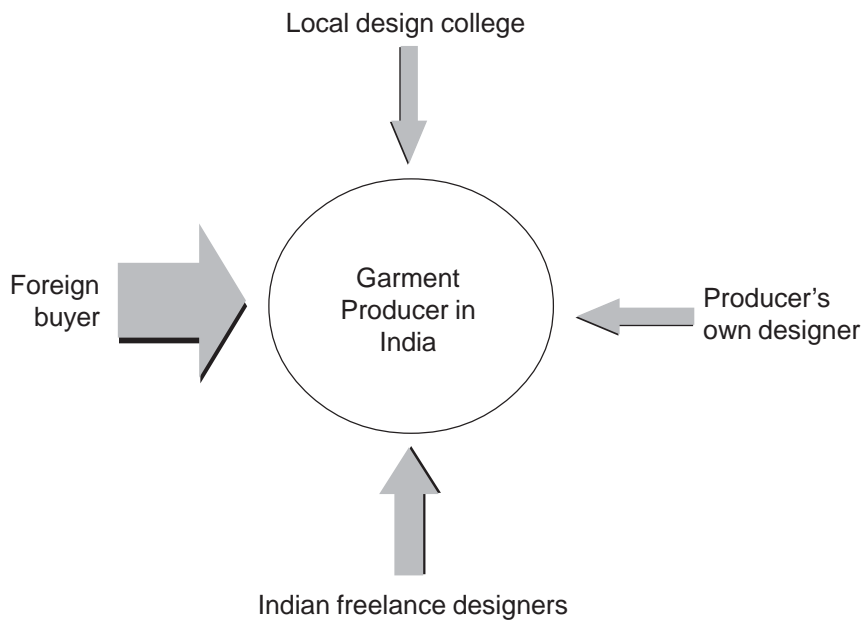 Local design college
Foreign
buyer
Garment
Producer in
India
Producer’s
own designer
Indian freelance designers